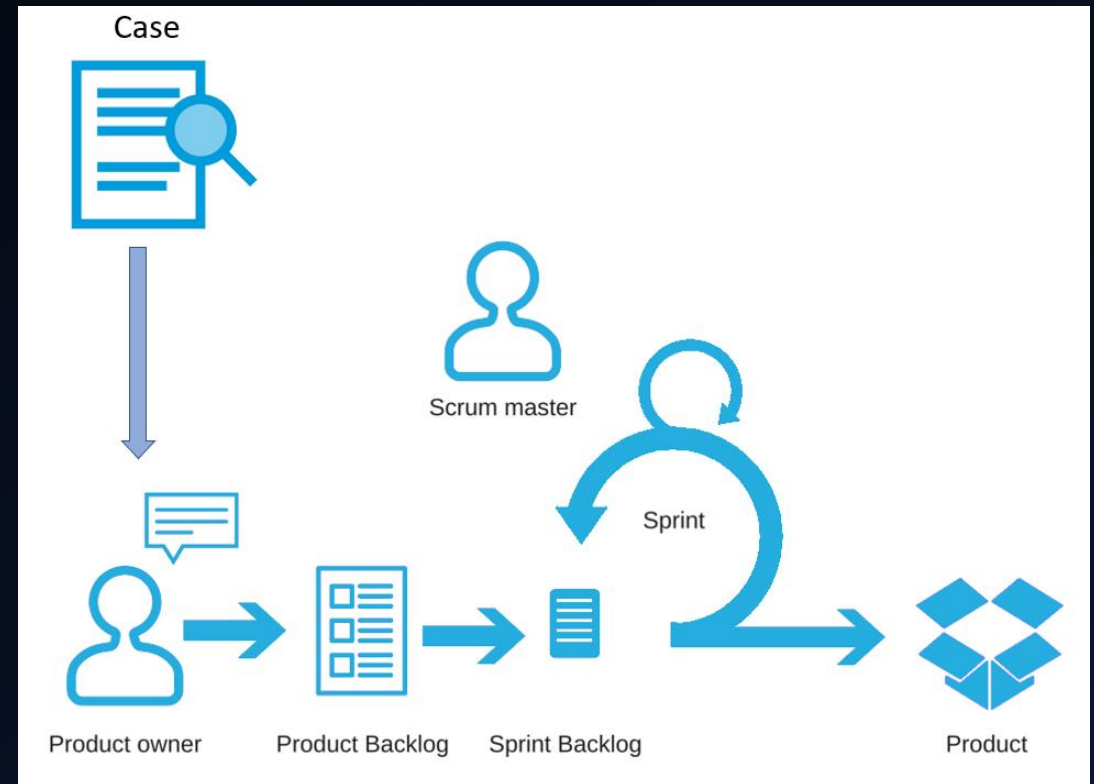 Case
Scrum master
Sprint
Product owner
Product Backlog
Sprint Backlog
Product